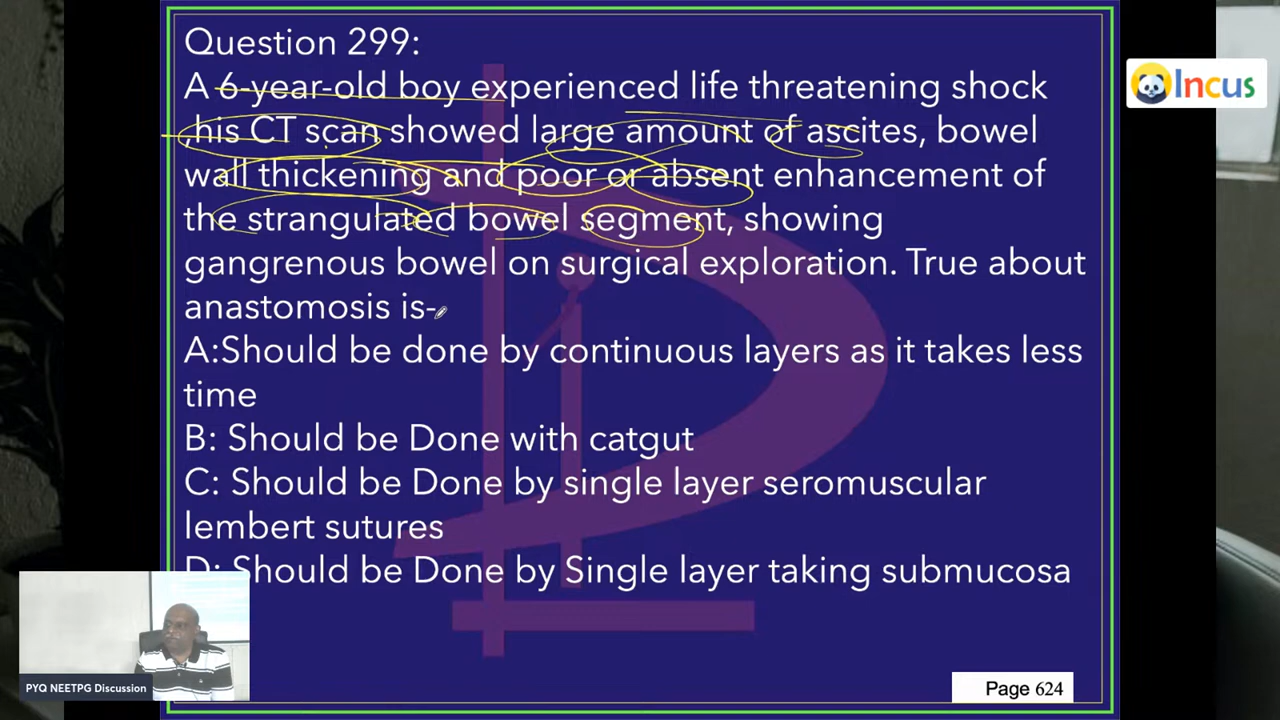 Question 299:
A 6-year-old boy experienced life threatening shock
,his CT scan showed large amount of ascites, bowel
wall thickening and poor or absent enhancement of
the strangulated bowel segment, showing
gangrenous bowel on surgical exploration. True about
anastomosis is-
A:Should be done by continuous layers as it takes less
time
B: Should be Done with catgut
C: Should be Done by single layer seromuscular
lembert sutures
D: Should be Done by Single layer taking submucosa
Incus
PYQ NEETPG Discussion
Page 624